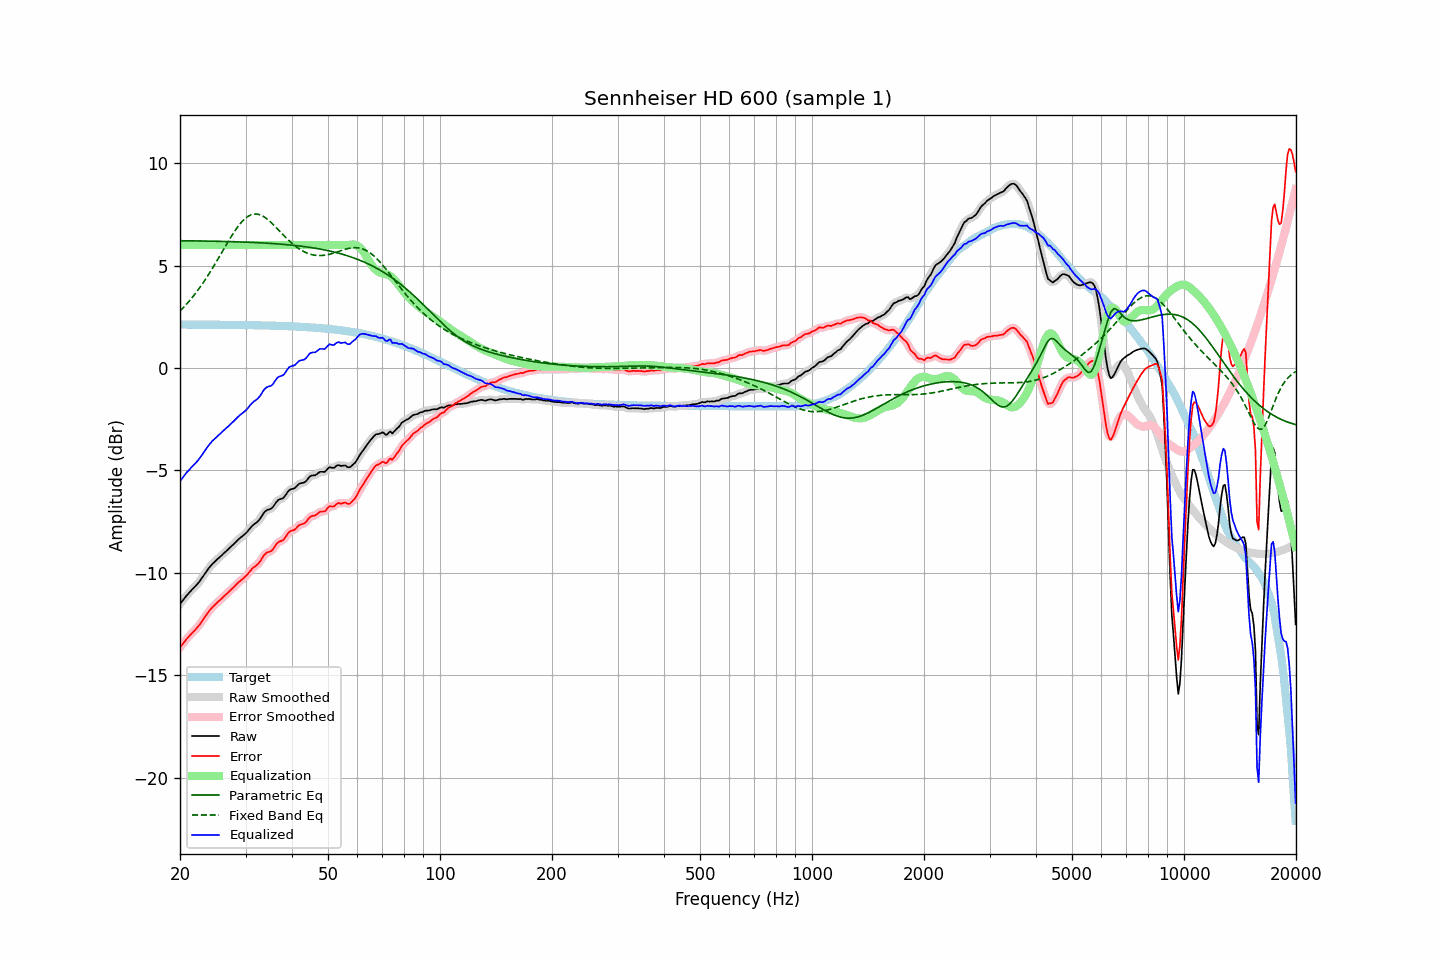 Sennheiser HD 600 (sample 1)
Amplitude (dBr)
10
5
0
−5
−10
−15
−20
Target
Raw Smoothed
Error Smoothed
Raw
Error
Equalization
Parametric Eq
Fixed Band Eq
Equalized
20 50 100 200 500 1000 2000 5000 10000 20000
Frequency (Hz)